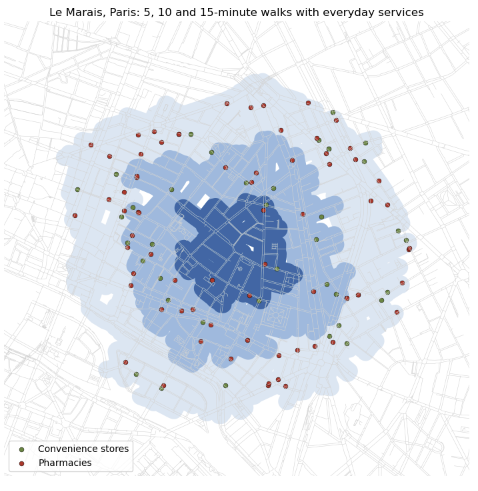 Le Marais, Paris: 5, 10 and 15-minute walks with everyday services
Convenience stores
Pharmacies